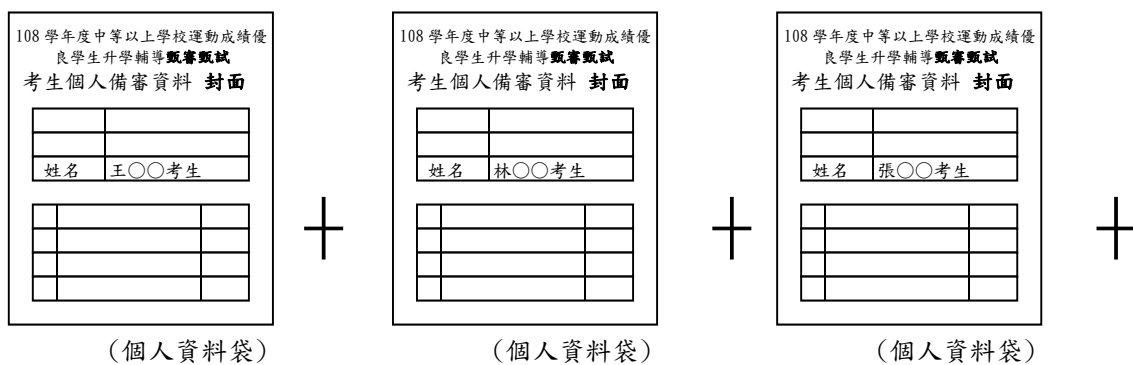 108 學年度中等以上學校運動成績優
良學生升學輔導甄審甄試
考生個人備審資料 封面
姓名 王○○考生
(個人資料袋)
+
108 學年度中等以上學校運動成績優
良學生升學輔導甄審甄試
考生個人備審資料 封面
姓名 林○○考生
(個人資料袋)
+
108 學年度中等以上學校運動成績優
良學生升學輔導甄審甄試
考生個人備審資料 封面
姓名 張○○考生
(個人資料袋)
+